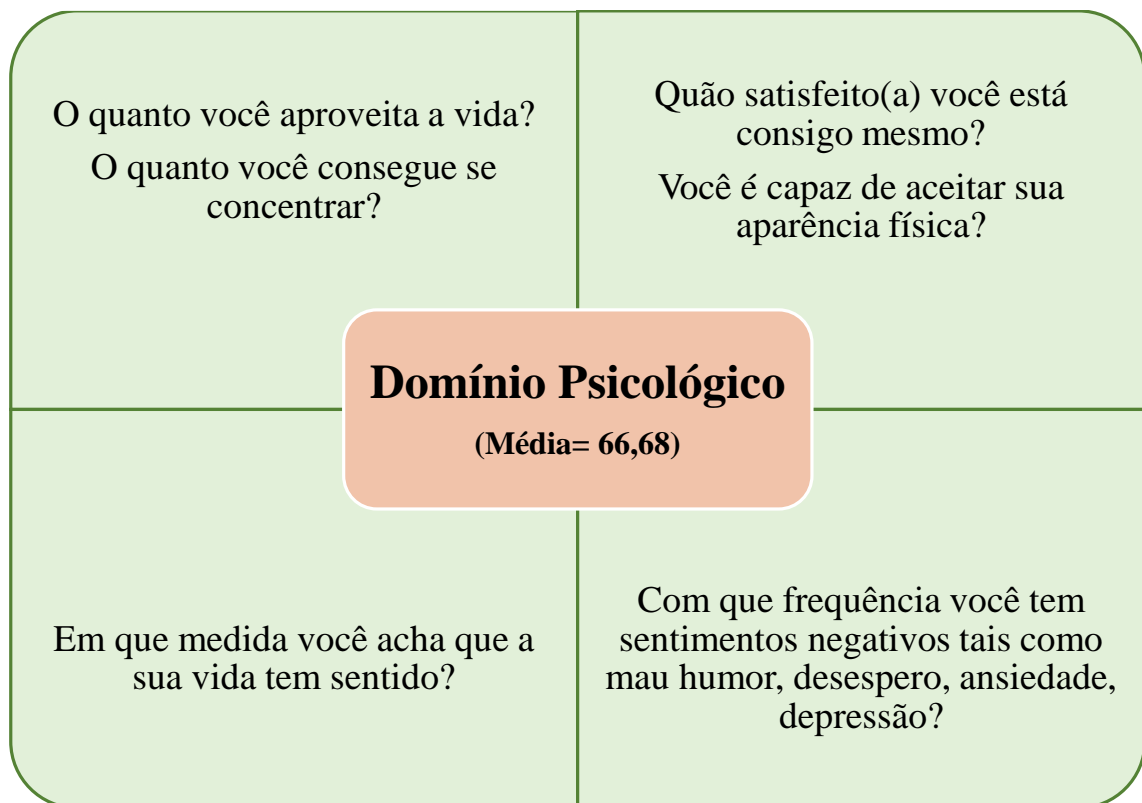 O quanto você aproveita a vida?
O quanto você consegue se
concentrar?
Quão satisfeito(a) você está
consigo mesmo?
Você é capaz de aceitar sua
aparência física?
Domínio Psicológico
(Média= 66,68)
Em que medida você acha que a
sua vida tem sentido?
Com que frequência você tem
sentimentos negativos tais como
mau humor, desespero, ansiedade,
depressão?